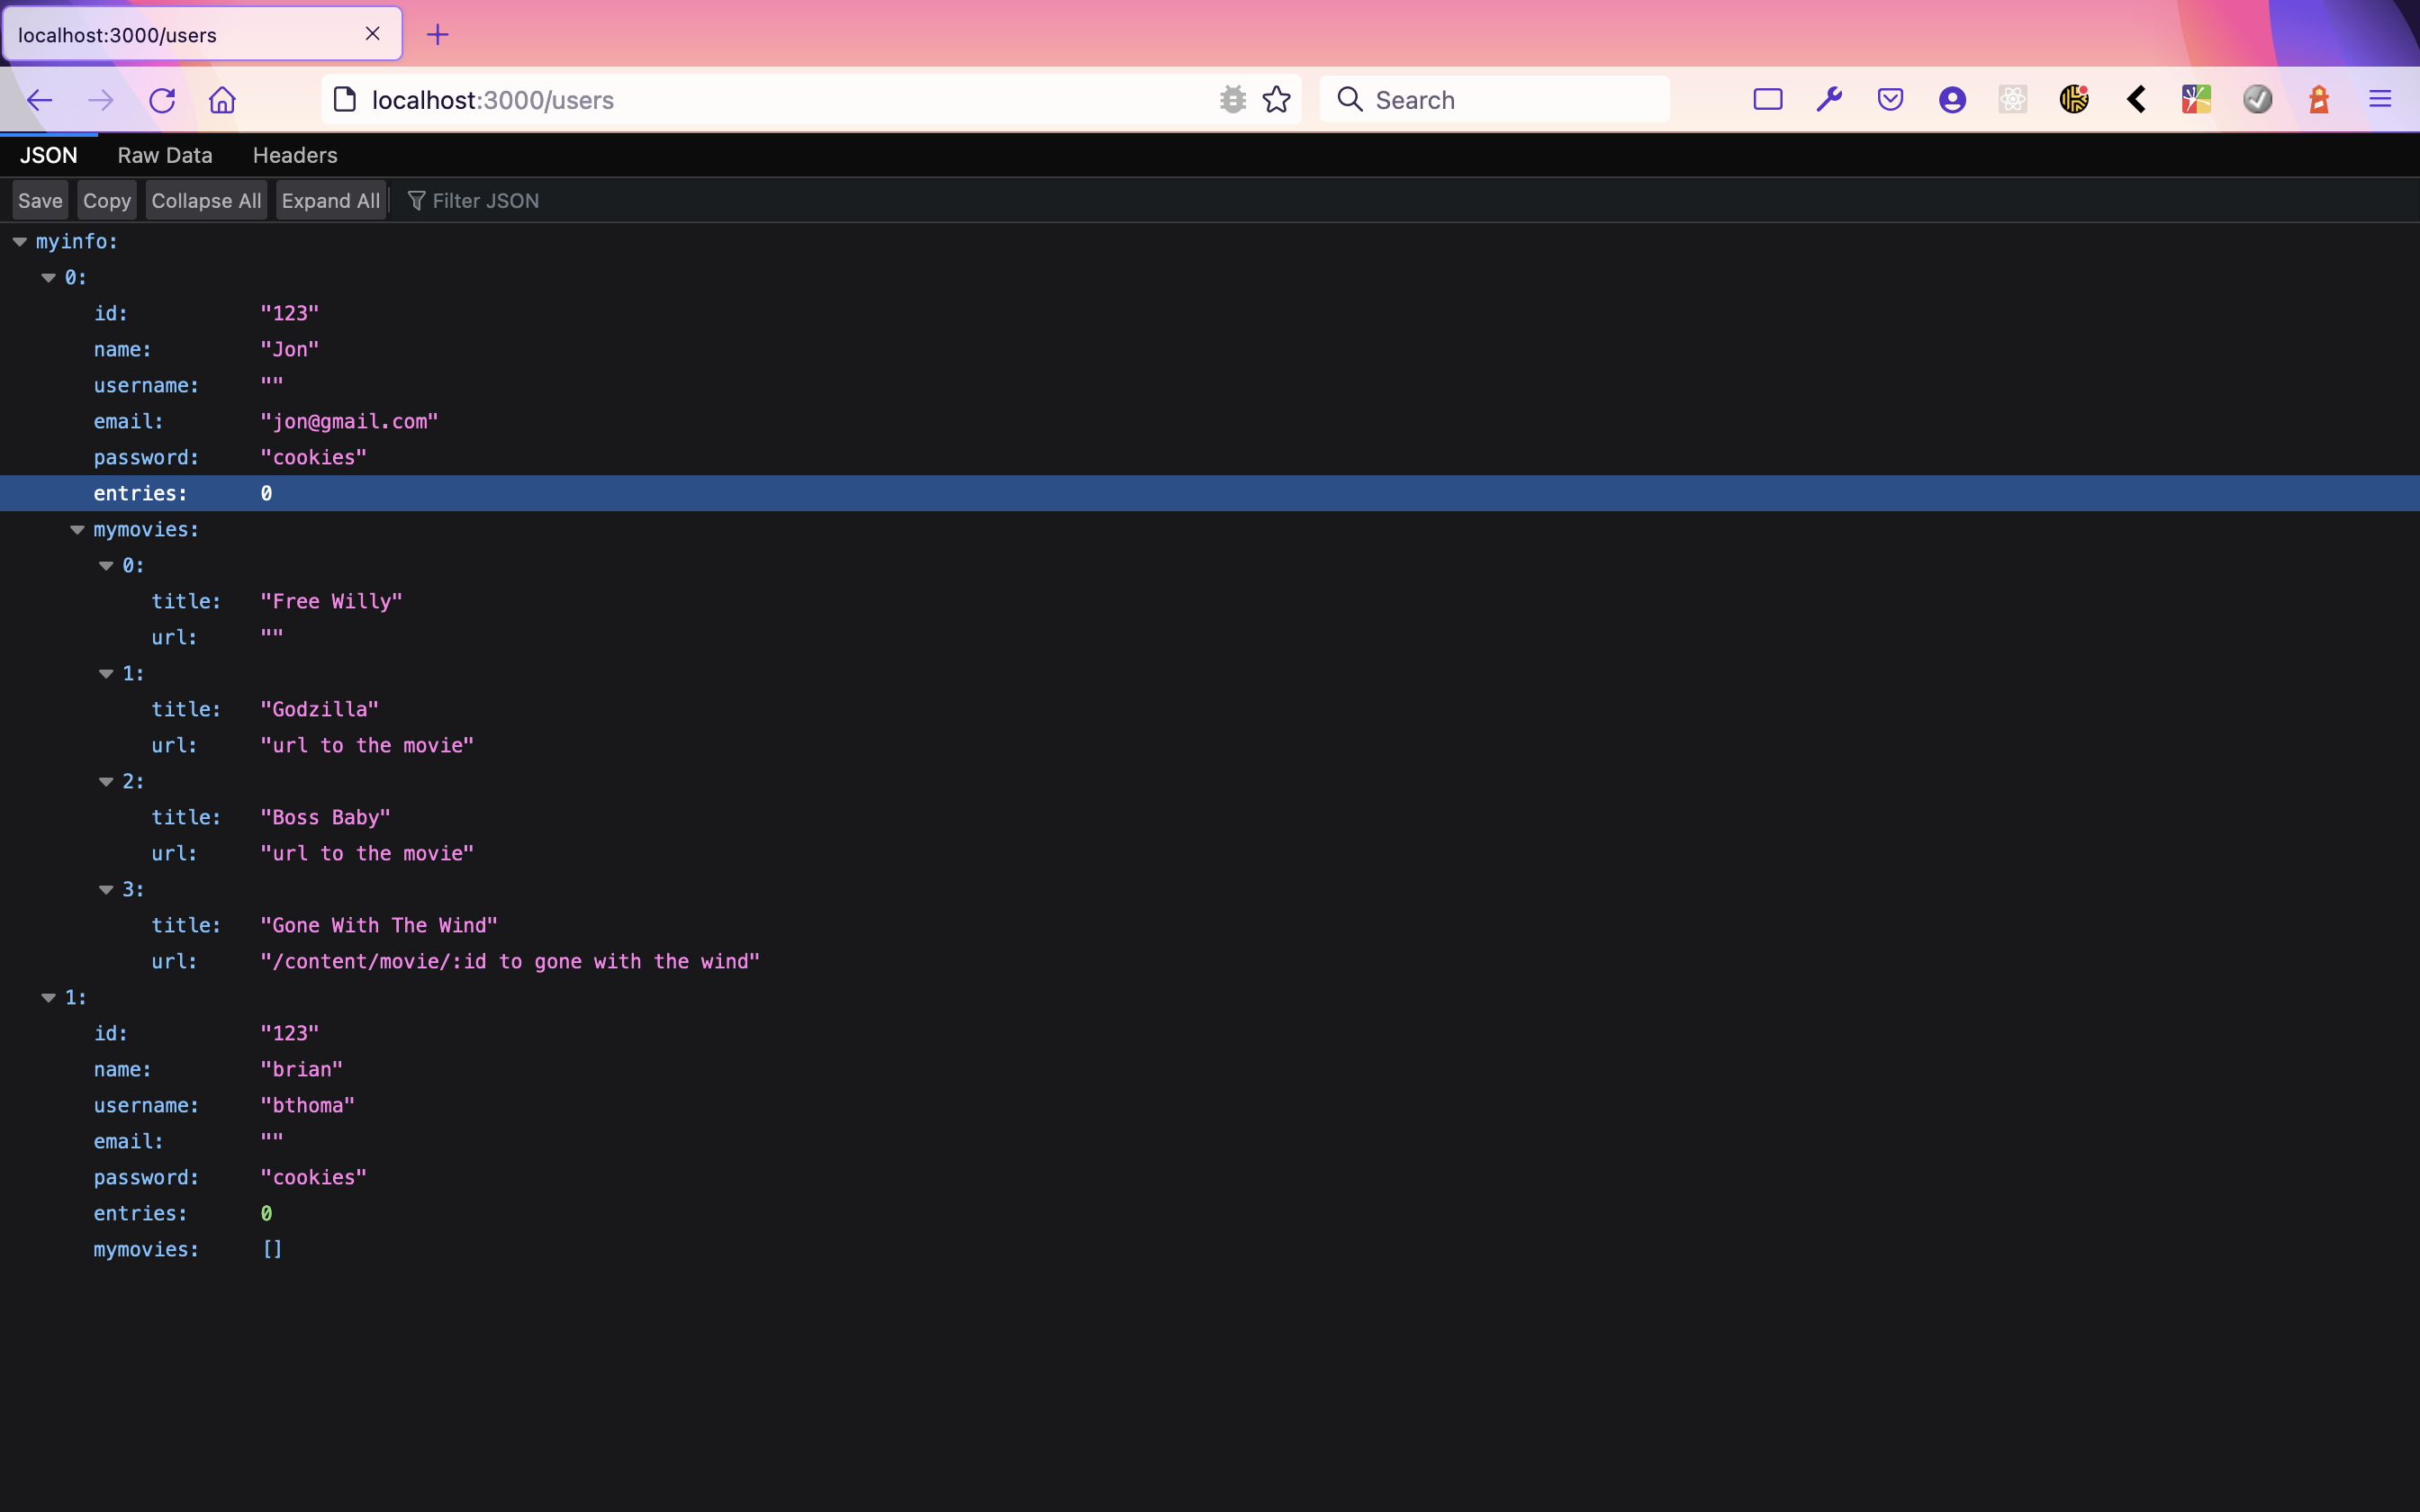 localhost:3000/users
localhost:3000/users
Search
JSON Raw Data Headers
Save Copy Collapse All Expand All Filter JSON
myinfo:
0:
id: "123"
name: "Jon"
username: ""
email: "jon@gmail.com"
password: "cookies"
entries: 0
mymovies:
0:
title: "Free Willy"
url: ""
1:
title: "Godzilla"
url: "url to the movie"
2:
title: "Boss Baby"
url: "url to the movie"
3:
title: "Gone With The Wind"
url: "/content/movie/:id to gone with the wind"
1:
id: "123"
name: "brian"
username: "bthoma"
email: ""
password: "cookies"
entries: 0
mymovies: []